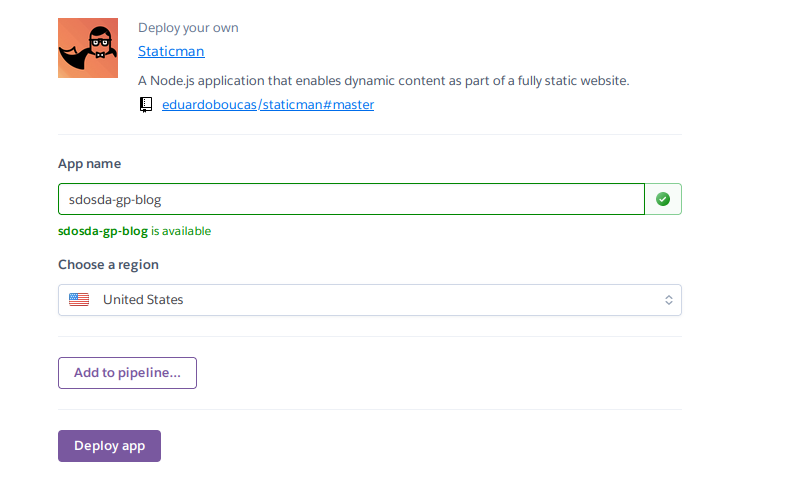 Deploy your own
Staticman
A Node.js application that enables dynamic content as part of a fully static website.
eduardoboucas/staticman#master
App name
sdosda-gp-blog
sdosda-gp-blog is available
Choose a region
United States
Add to pipeline...
Deploy app